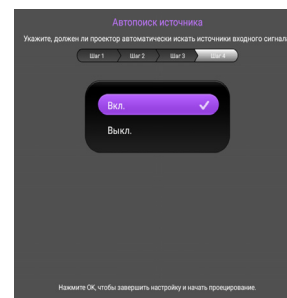 Автопоиск источника
Укажите, должен ли проектор автоматически искать источники входного сигнала
Шаг 1 Шаг 2 Шаг 3 Шаг 4
Вкл.
Выкл.
Нажмите OK, чтобы завершить настройку и начать проецирование.